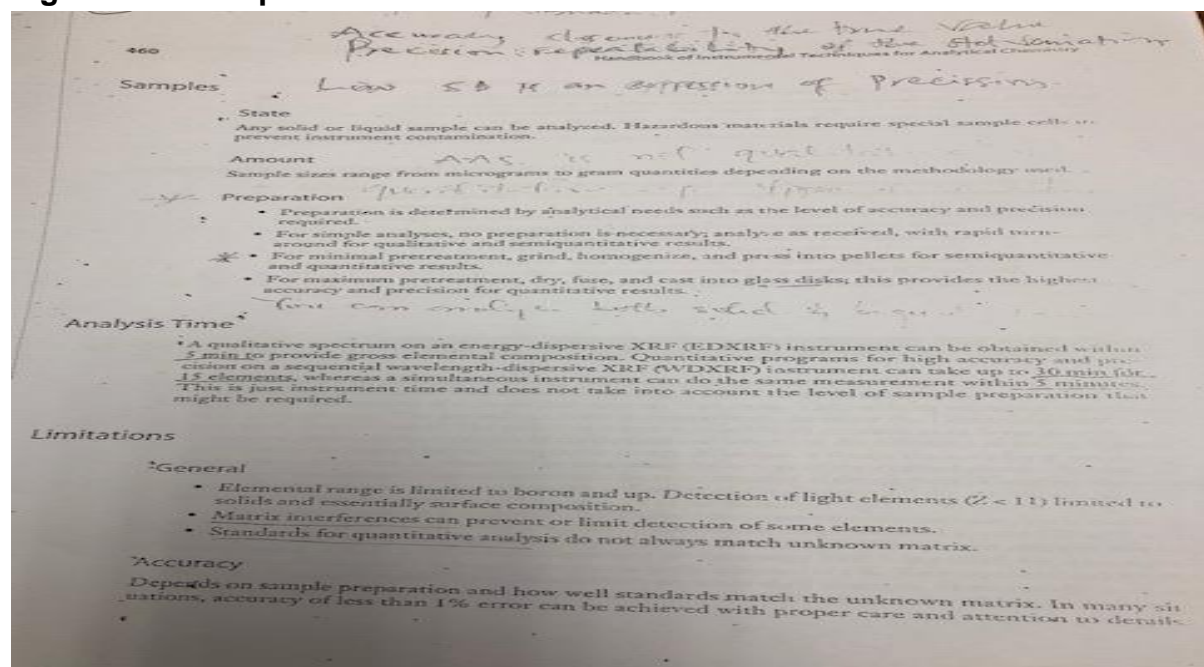 Accuracy closeness to the true value
460
Precision: repeatability of the Std
Handbook of Instrumental Techniques for Analytical Chemistry
Samples
Low SD is an expression of Precission
State
Any solid or liquid sample can be analyzed. Hazardous materials require special sample cells to
prevent instrument contamination.
Amount
AAS is not
Sample sizes range from micrograms to gram quantities depending on the methodology used.
Preparation
• Preparation is determined by analytical needs such as the level of accuracy and precision
required.
• For simple analyses, no preparation is necessary; analyze as received, with rapid turn-
around for qualitative and semiquantitative results.
• For minimal pretreatment, grind, homogenize, and press into pellets for semiquantitative
and quantitative results.
• For maximum pretreatment, dry, fuse, and cast into glass disks; this provides the highest
accuracy and precision for quantitative results.
can both solid &
Analysis Time
A qualitative spectrum on an energy-dispersive XRF (EDXRF) instrument can be obtained within
5 min to provide gross elemental composition. Quantitative programs for high accuracy and pre-
cision on a sequential wavelength-dispersive XRF (WDXRF) instrument can take up to 30 min for
15 elements, whereas a simultaneous instrument can do the same measurement within 5 minutes.
This is just instrument time and does not take into account the level of sample preparation that
might be required.
Limitations
General
• Elemental range is limited to boron and up. Detection of light elements (Z < 11) limited to
solids and essentially surface composition.
• Matrix interferences can prevent or limit detection of some elements.
• Standards for quantitative analysis do not always match unknown matrix.
Accuracy
Depends on sample preparation and how well standards match the unknown matrix. In many sit
uations, accuracy of less than 1% error can be achieved with proper care and attention to details